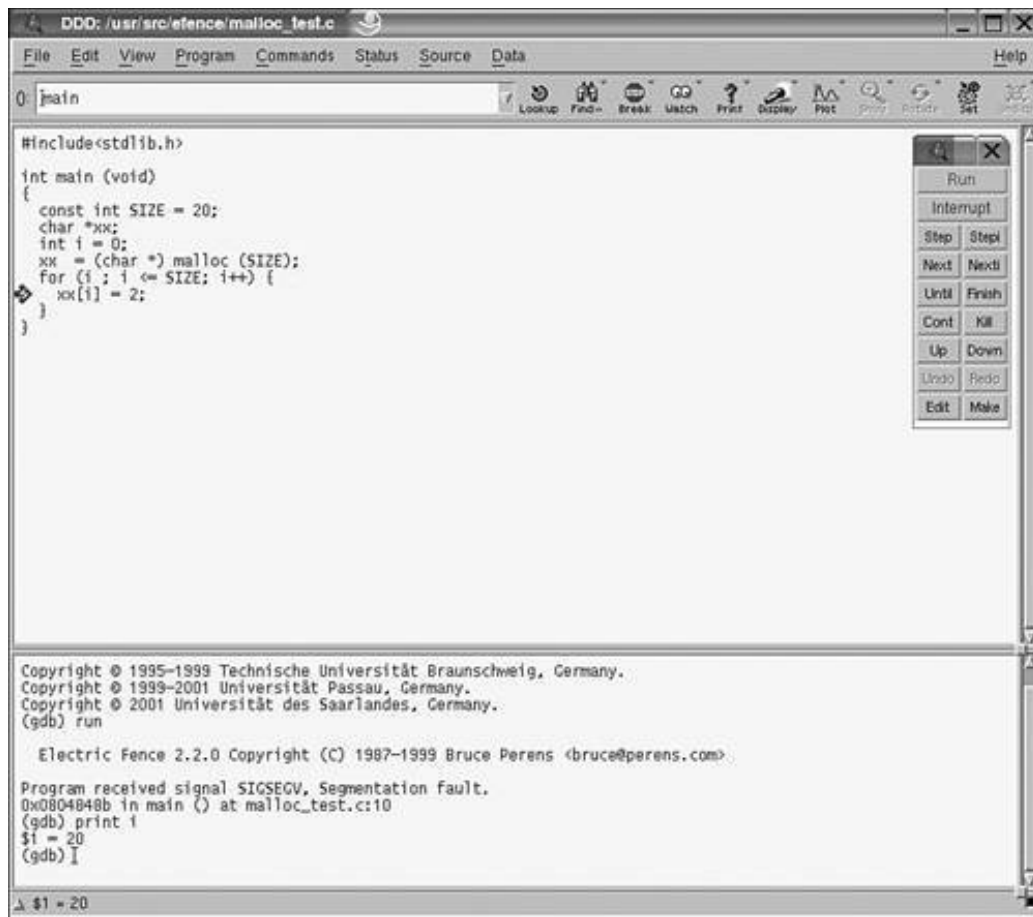 DDD: /usr/src/efence/malloc_test.c
File Edit View Program Commands Status Source Data Help
0: main
Lookup Find» Break Watch Print Display Plot Rotate Set
#include<stdlib.h>
int main (void)
{
const int SIZE = 20;
char *xx;
int i = 0;
xx = (char *) malloc (SIZE);
for (i ; i <= SIZE; i++) {
xx[i] = 2;
}
}
Run
Interrupt
Step Stepi
Next Nexti
Until Finish
Cont Kill
Up Down
Undo Redo
Edit Make
Copyright © 1995-1999 Technische Universität Braunschweig, Germany.
Copyright © 1999-2001 Universität Passau, Germany.
Copyright © 2001 Universität des Saarlandes, Germany.
(gdb) run
Electric Fence 2.2.0 Copyright (C) 1987-1999 Bruce Perens <bruce@perens.com>
Program received signal SIGSEGV, Segmentation fault.
0x0804848b in main () at malloc_test.c:10
(gdb) print i
$1 = 20
(gdb)
$1 = 20